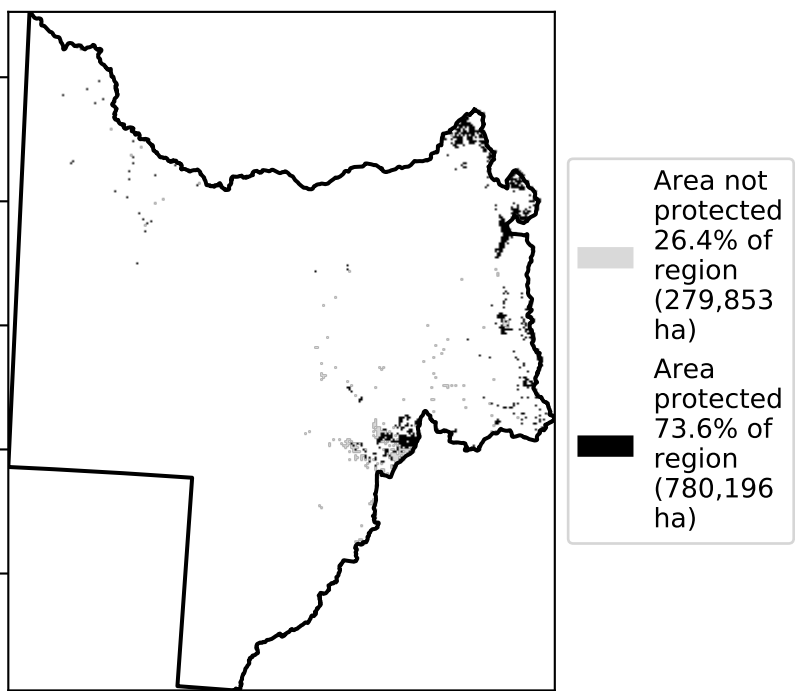 Area not
protected
26.4% of
region
(279,853
ha)
Area
protected
73.6% of
region
(780,196
ha)